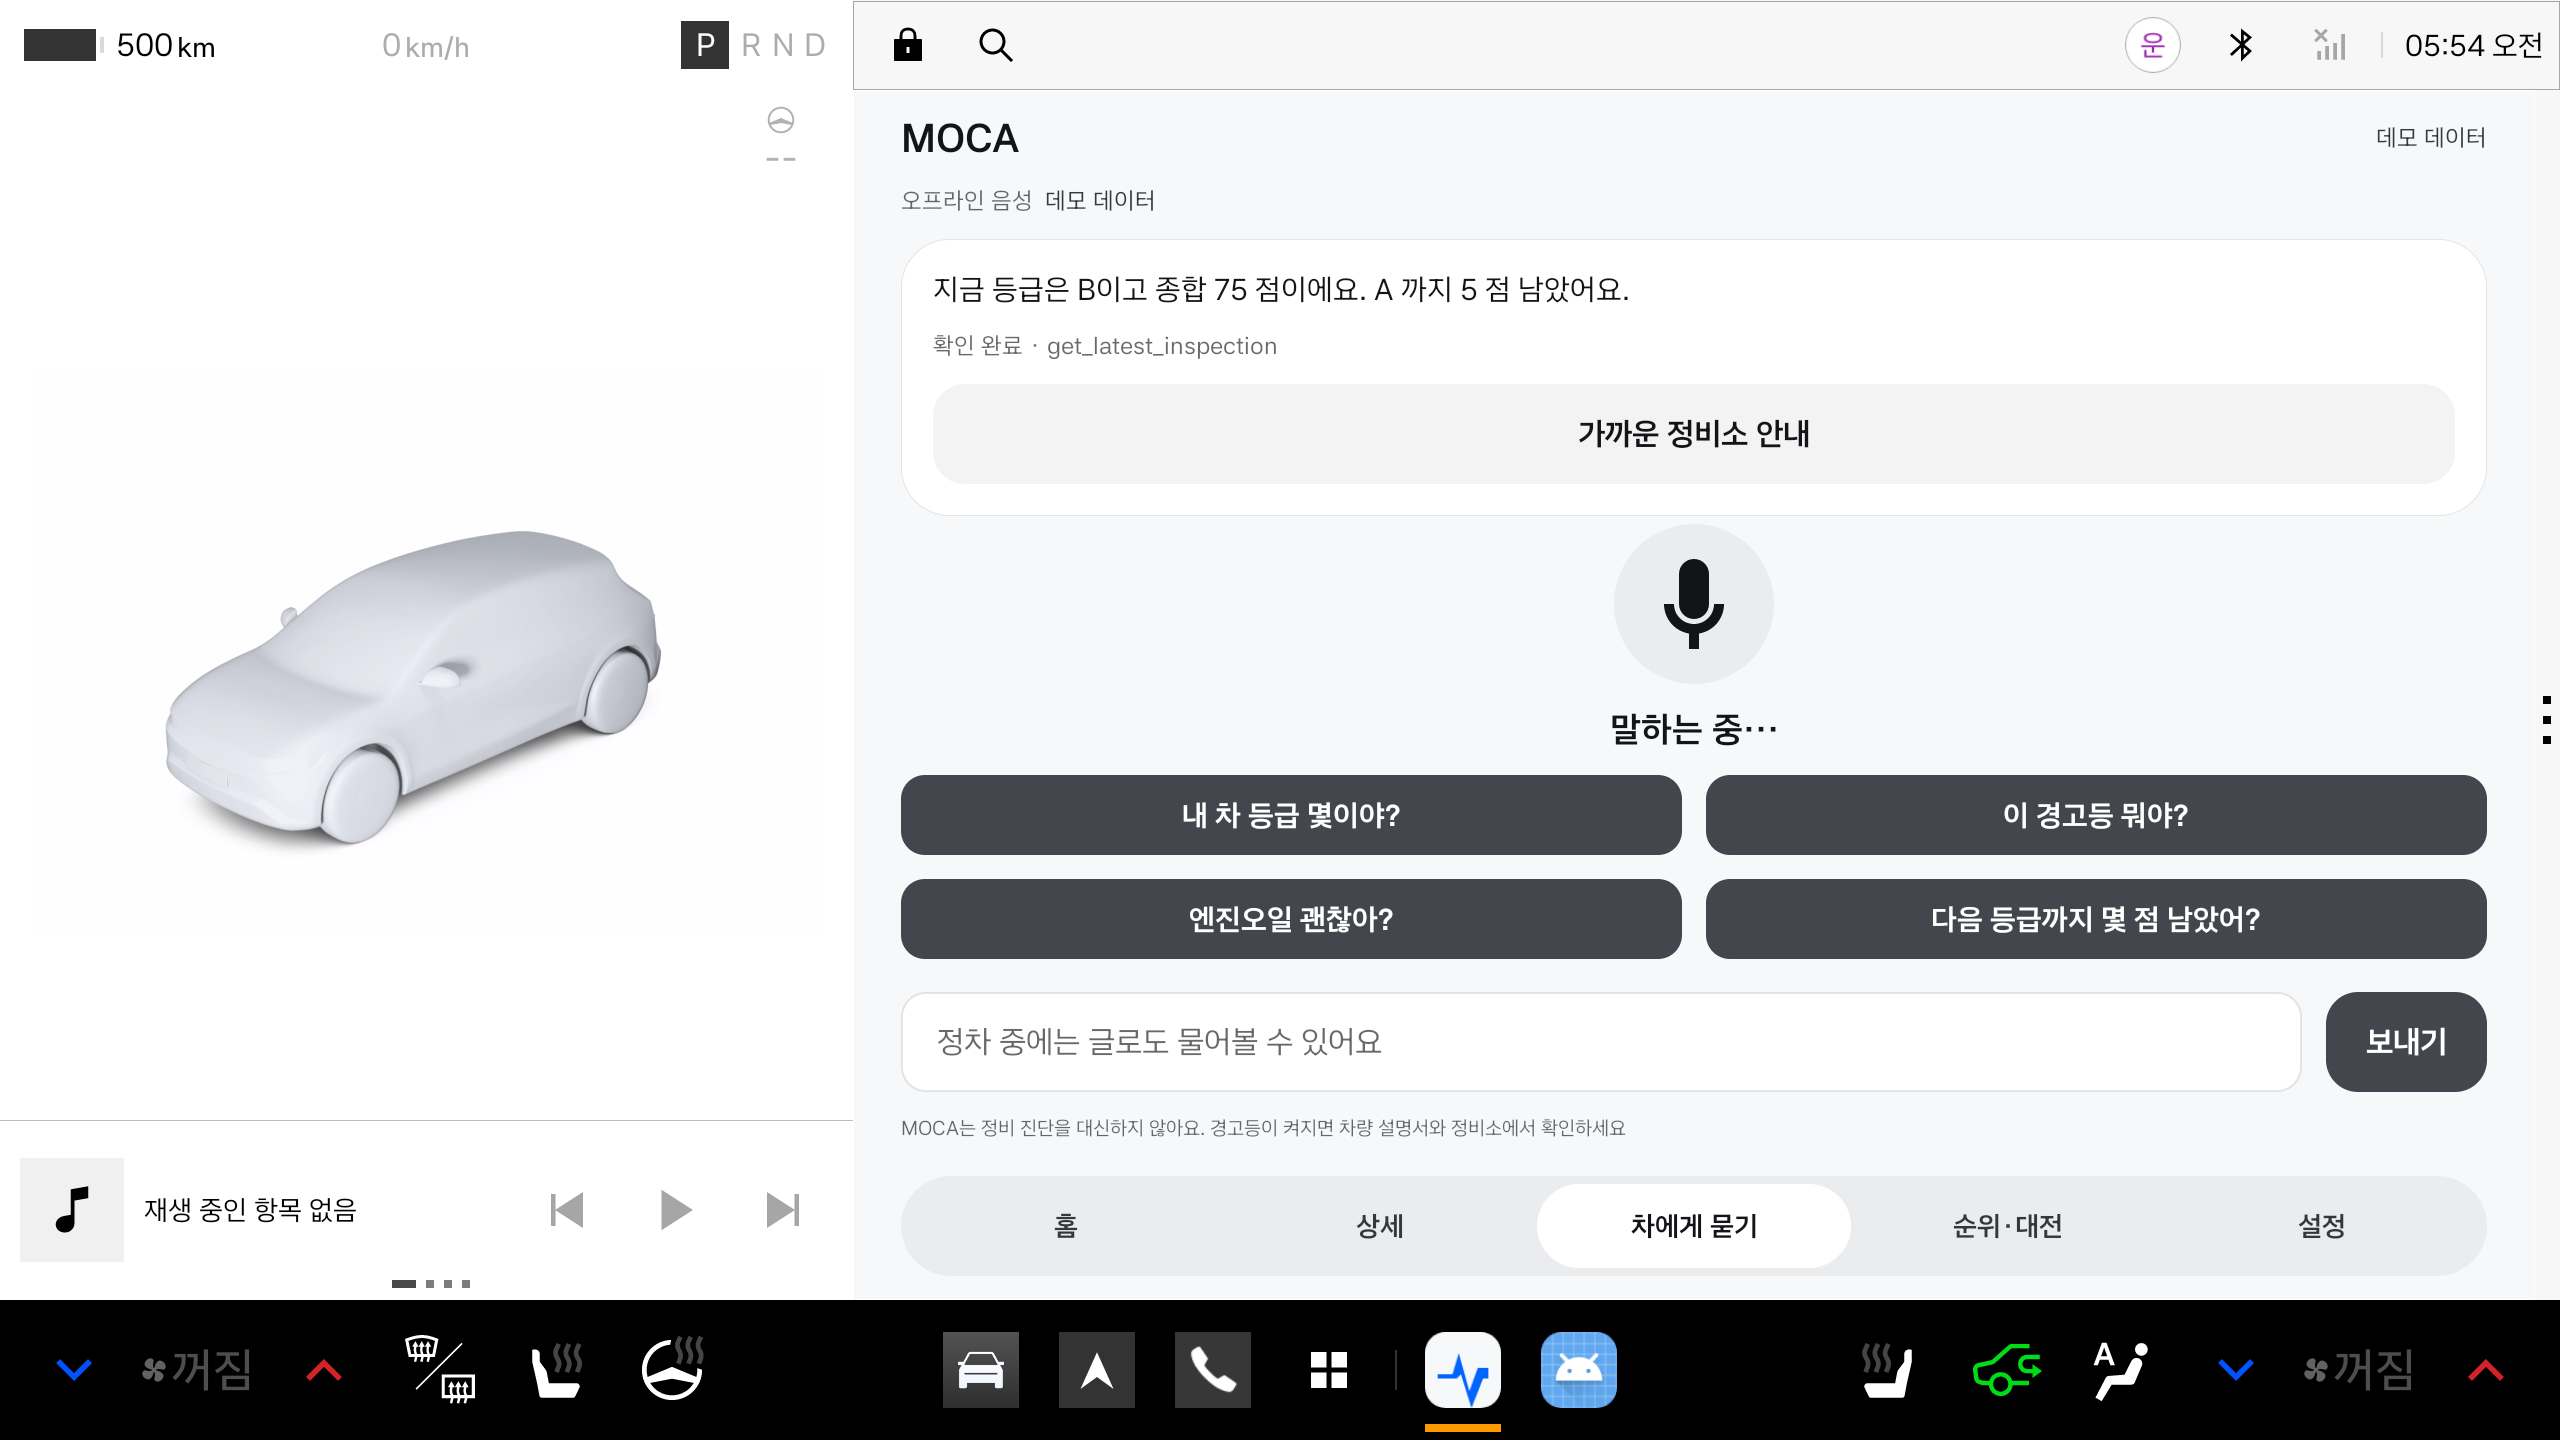 500 km
0 km/h
P R N D
운
05:54 오전
MOCA
데모 데이터
오프라인 음성 데모 데이터
지금 등급은 B이고 종합 75 점이에요. A 까지 5 점 남았어요.
확인 완료 · get_latest_inspection
가까운 정비소 안내
말하는 중…
내 차 등급 몇이야?
이 경고등 뭐야?
엔진오일 괜찮아?
다음 등급까지 몇 점 남았어?
정차 중에는 글로도 물어볼 수 있어요
보내기
MOCA는 정비 진단을 대신하지 않아요. 경고등이 켜지면 차량 설명서와 정비소에서 확인하세요
홈
상세
차에게 묻기
순위·대전
설정
재생 중인 항목 없음
꺼짐
A
꺼짐